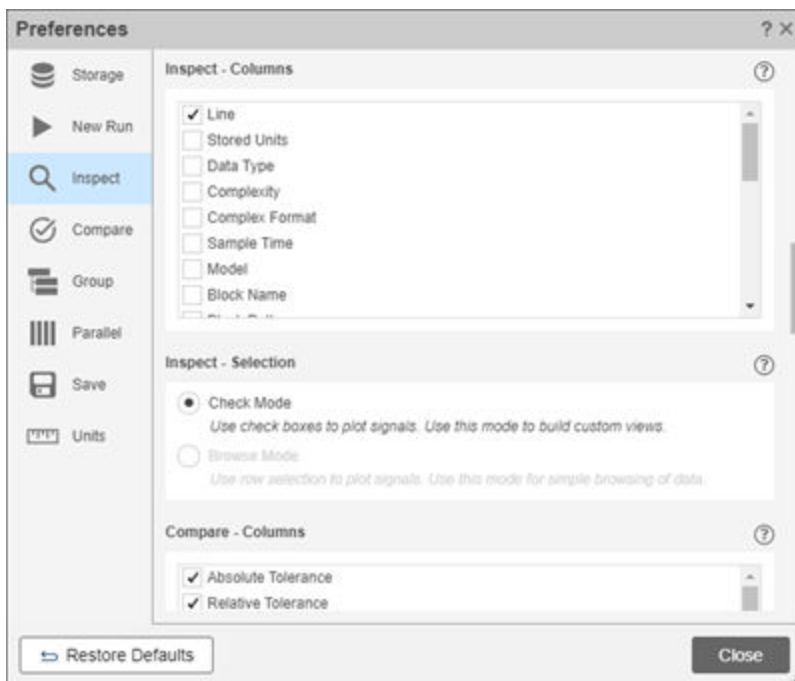 Preferences
? ×
Storage
New Run
Inspect
Compare
Group
Parallel
Save
Units
Inspect - Columns
?
Line
Stored Units
Data Type
Complexity
Complex Format
Sample Time
Model
Block Name
Inspect - Selection
?
Check Mode
Use check boxes to plot signals. Use this mode to build custom views.
Browse Mode
Use row selection to plot signals. Use this mode for simple browsing of data.
Compare - Columns
?
Absolute Tolerance
Relative Tolerance
Restore Defaults
Close